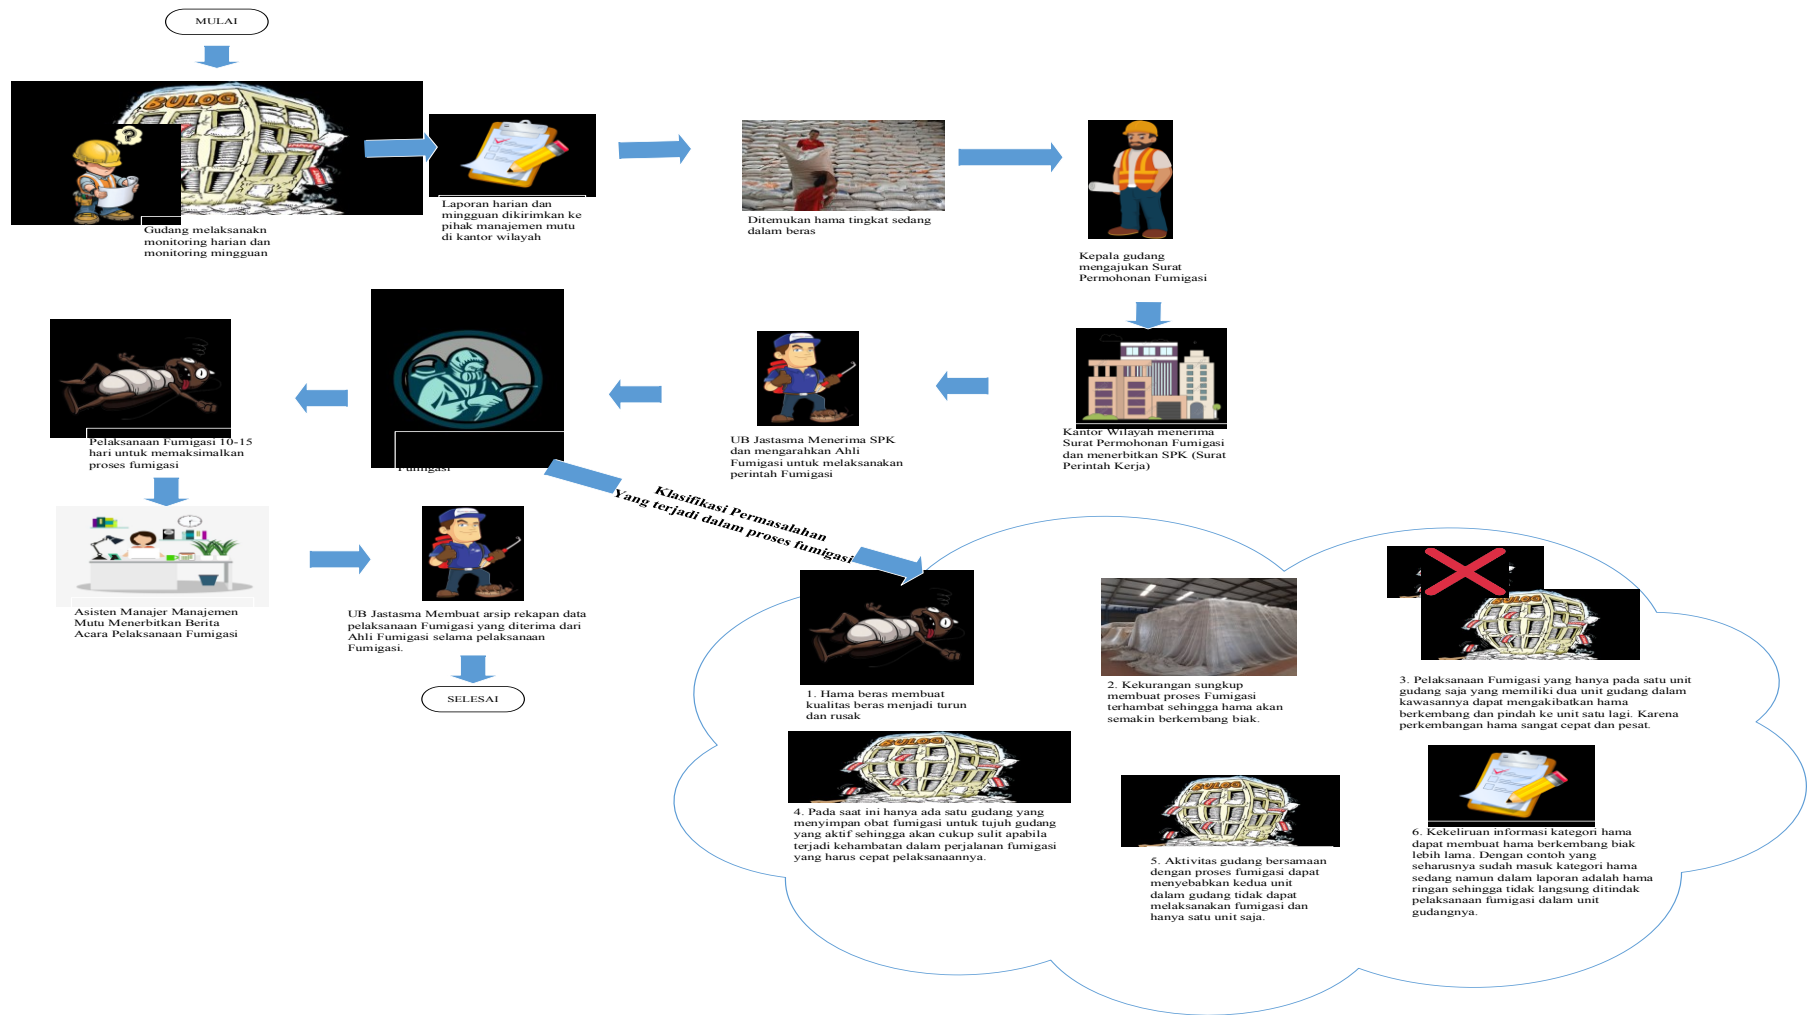 MULAI
BULOG
Gudang melaksanakn
monitoring harian dan
monitoring mingguan
Laporan harian dan
mingguan dikirimkan ke
pihak manajemen mutu
di kantor wilayah
Ditemukan hama tingkat sedang
dalam beras
Kepala gudang
mengajukan Surat
Permohonan Fumigasi
Kantor Wilayah menerima
Surat Permohonan Fumigasi
dan menerbitkan SPK (Surat
Perintah Kerja)
UB Jastasma Menerima SPK
dan mengarahkan Ahli
Fumigasi untuk melaksanakan
perintah Fumigasi
Fumigasi
Pelaksanaan Fumigasi 10-15
hari untuk memaksimalkan
proses fumigasi
Asisten Manajer Manajemen
Mutu Menerbitkan Berita
Acara Pelaksanaan Fumigasi
UB Jastasma Membuat arsip rekapan data
pelaksanaan Fumigasi yang diterima dari
Ahli Fumigasi selama pelaksanaan
Fumigasi.
SELESAI
Klasifikasi Permasalahan
Yang terjadi dalam proses fumigasi
1. Hama beras membuat
kualitas beras menjadi turun
dan rusak
2. Kekurangan sungkup
membuat proses Fumigasi
terhambat sehingga hama akan
semakin berkembang biak.
BULOG
3. Pelaksanaan Fumigasi yang hanya pada satu unit
gudang saja yang memiliki dua unit gudang dalam
kawasannya dapat mengakibatkan hama
berkembang dan pindah ke unit satu lagi. Karena
perkembangan hama sangat cepat dan pesat.
BULOG
4. Pada saat ini hanya ada satu gudang yang
menyimpan obat fumigasi untuk tujuh gudang
yang aktif sehingga akan cukup sulit apabila
terjadi kehambatan dalam perjalanan fumigasi
yang harus cepat pelaksanaannya.
BULOG
5. Aktivitas gudang bersamaan
dengan proses fumigasi dapat
menyebabkan kedua unit
dalam gudang tidak dapat
melaksanakan fumigasi dan
hanya satu unit saja.
6. Kekeliruan informasi kategori hama
dapat membuat hama berkembang biak
lebih lama. Dengan contoh yang
seharusnya sudah masuk kategori hama
sedang namun dalam laporan adalah hama
ringan sehingga tidak langsung ditindak
pelaksanaan fumigasi dalam unit
gudangnya.